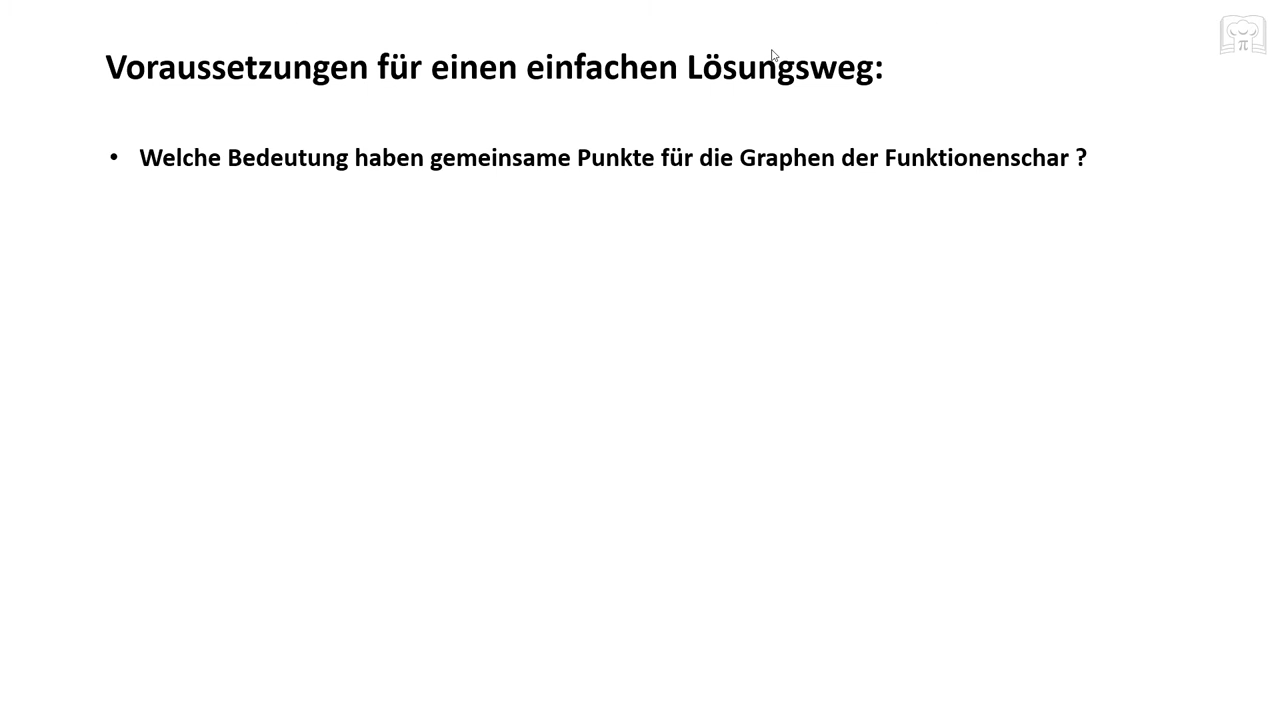 Voraussetzungen für einen einfachen Lösungsweg:
• Welche Bedeutung haben gemeinsame Punkte für die Graphen der Funktionenschar ?
π